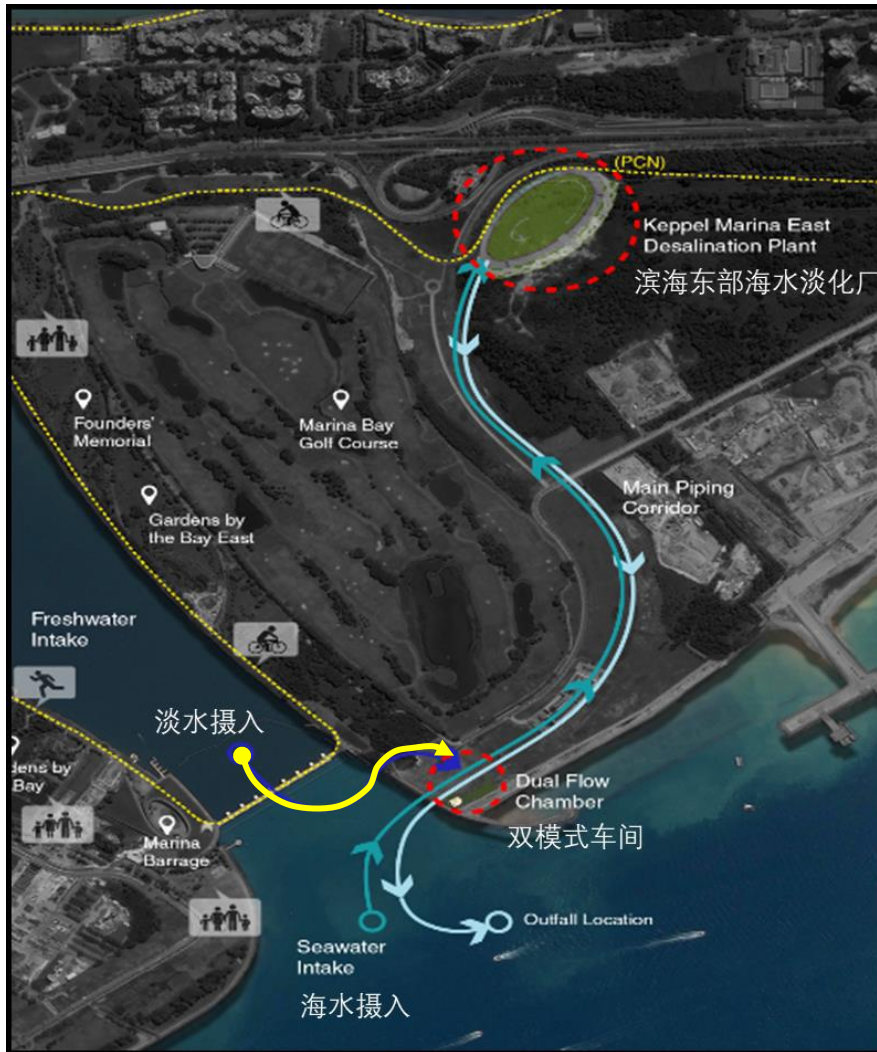 (PCN)
Keppel Marina East
Desalination Plant
滨海东部海水淡化厂
Founders'
Memorial
Marina Bay
Golf Course
Main Piping
Corridor
Gardens by
the Bay East
Freshwater
Intake
淡水摄入
dens by
Bay
Marina
Barrage
Dual Flow
Chamber
双模式车间
Outfall Location
Seawater
Intake
海水摄入